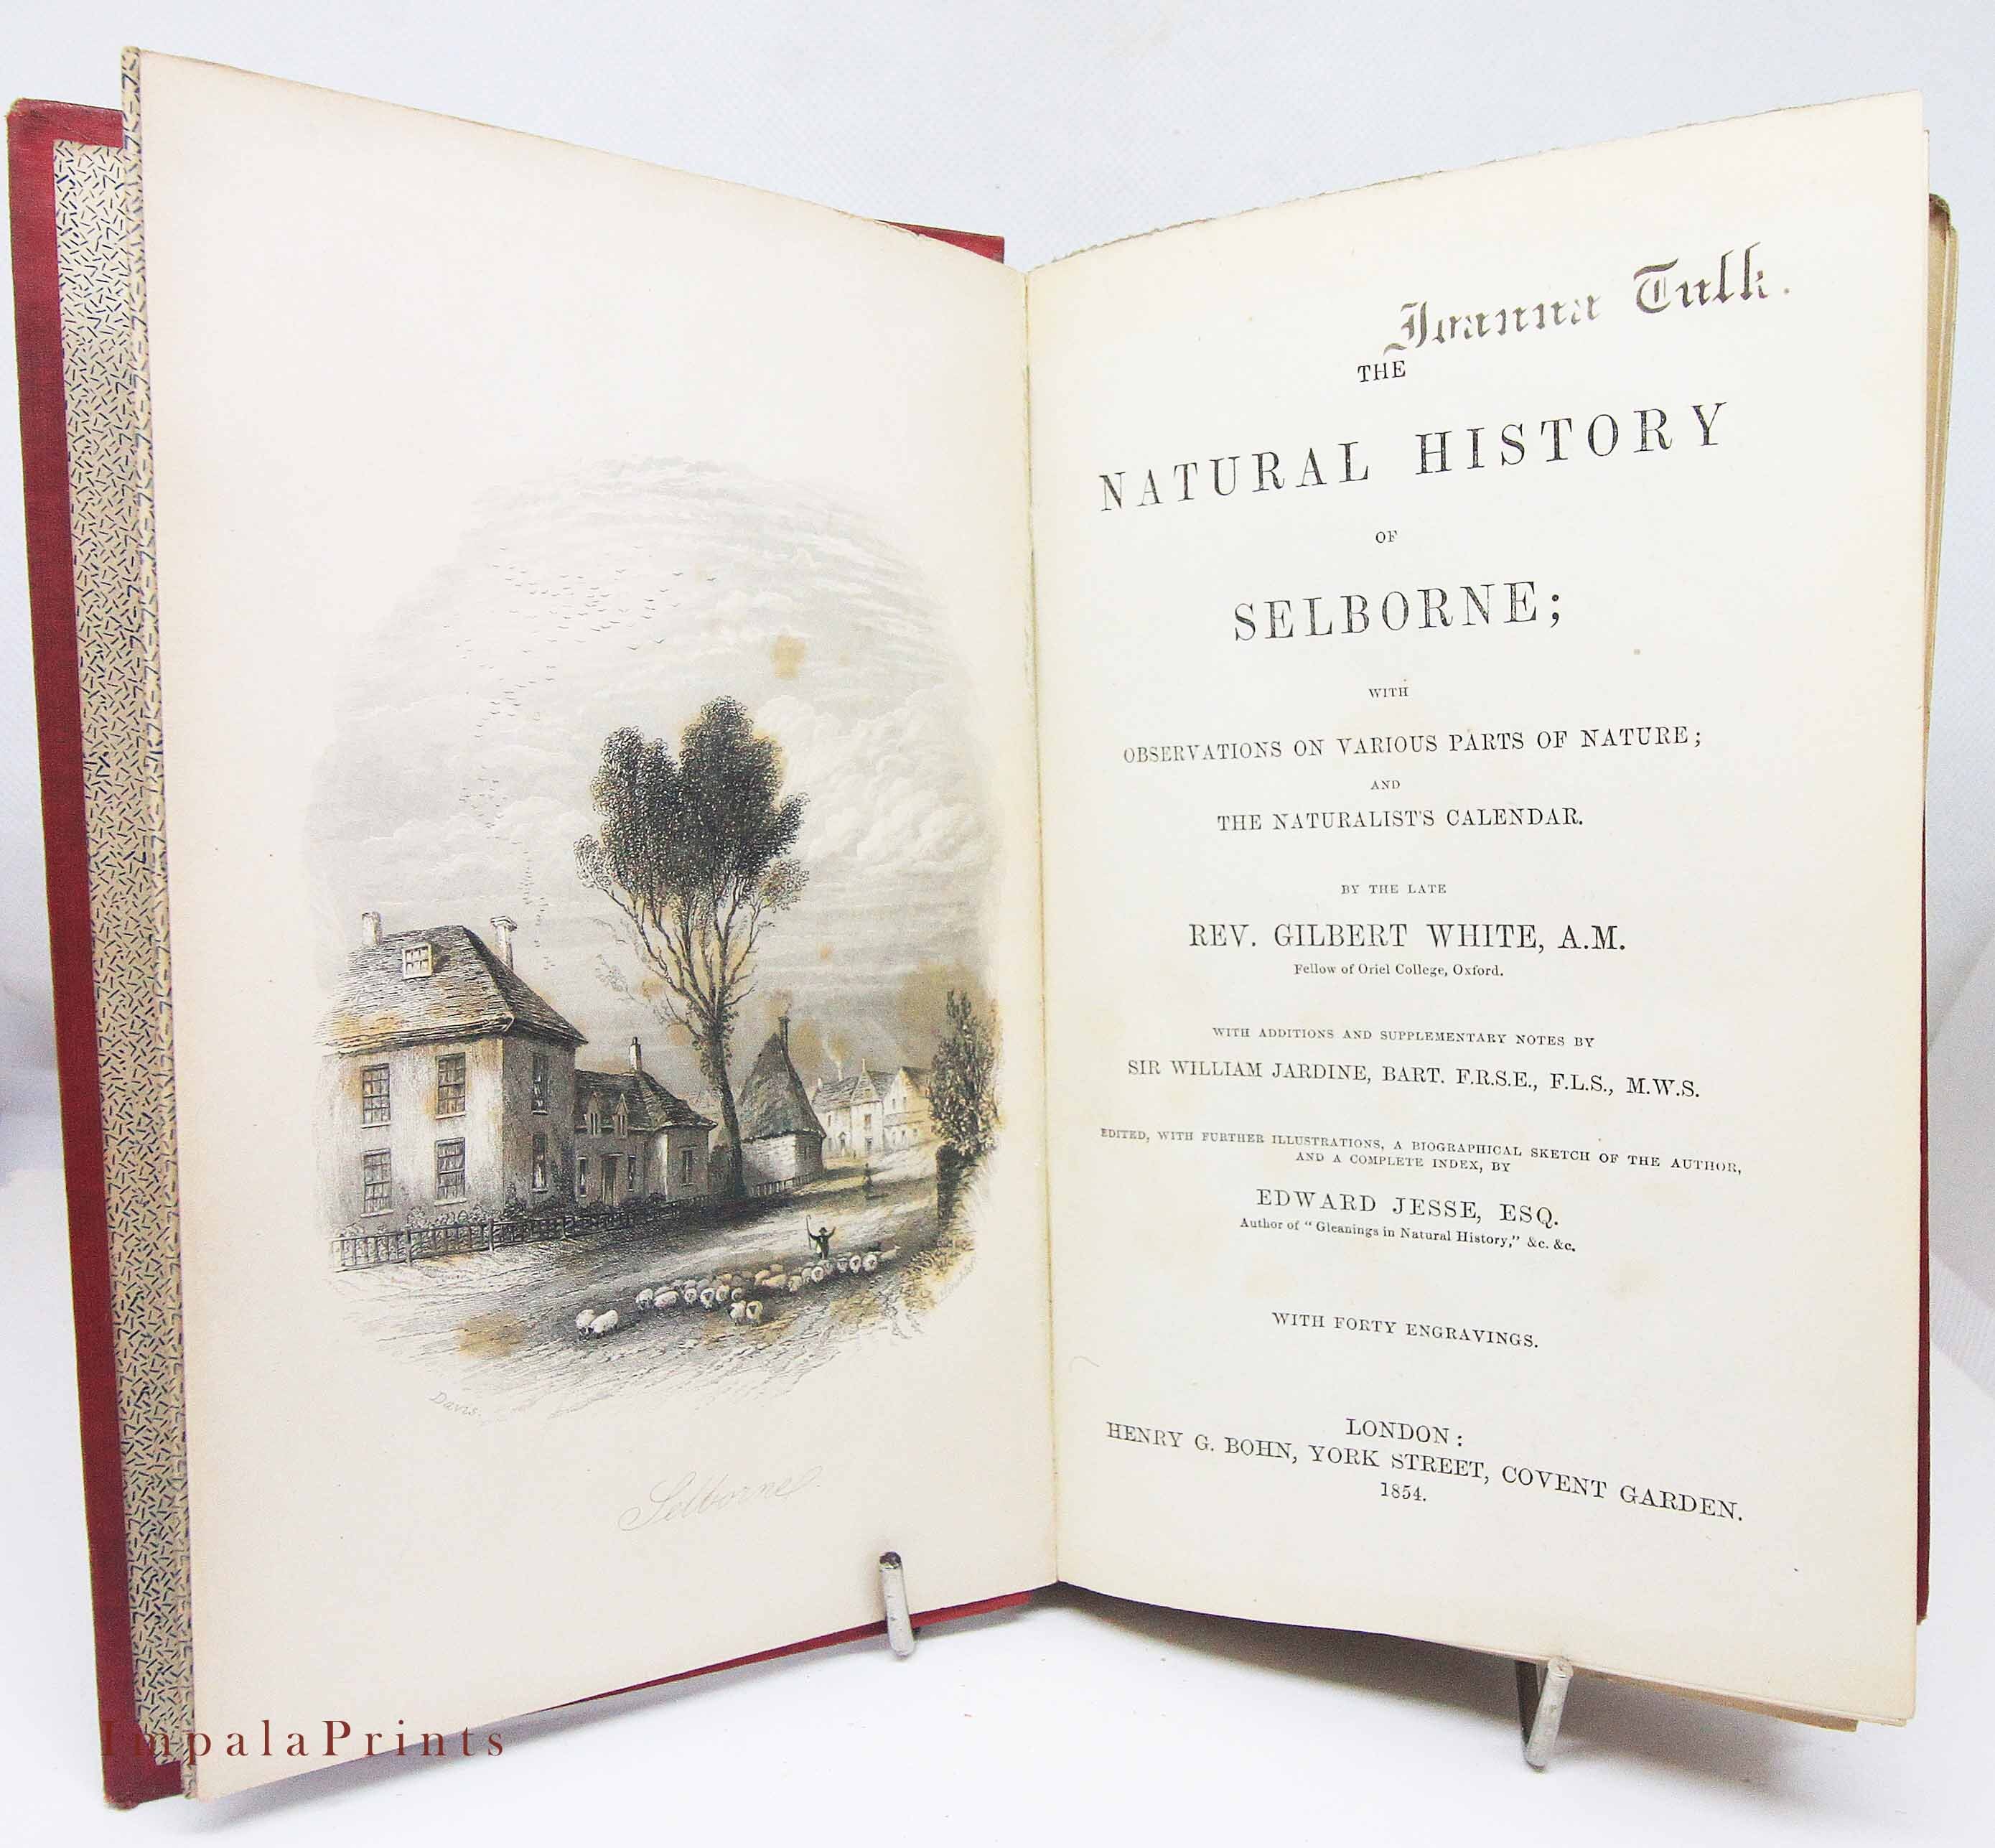 Davis.
Selborne.
Joanna Tulk.
THE
NATURAL HISTORY
OF
SELBORNE;
WITH
OBSERVATIONS ON VARIOUS PARTS OF NATURE;
AND
THE NATURALIST'S CALENDAR.
BY THE LATE
REV. GILBERT WHITE, A.M.
Fellow of Oriel College, Oxford.
WITH ADDITIONS AND SUPPLEMENTARY NOTES BY
SIR WILLIAM JARDINE, BART. F.R.S.E., F.L.S., M.W.S.
EDITED, WITH FURTHER ILLUSTRATIONS, A BIOGRAPHICAL SKETCH OF THE AUTHOR,
AND A COMPLETE INDEX, BY
EDWARD JESSE, ESQ.
Author of "Gleanings in Natural History," &c. &c.
WITH FORTY ENGRAVINGS.
LONDON:
HENRY G. BOHN, YORK STREET, COVENT GARDEN.
1854.
ImpalaPrints